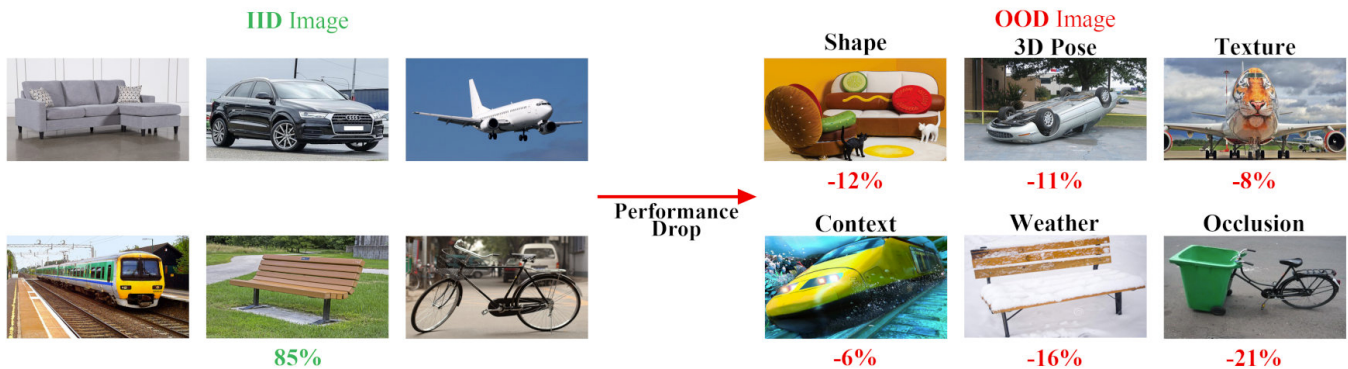 IID Image
OOD Image
Shape
3D Pose
Texture
-12%
-11%
-8%
Performance
Drop
Context
Weather
Occlusion
85%
-6%
-16%
-21%